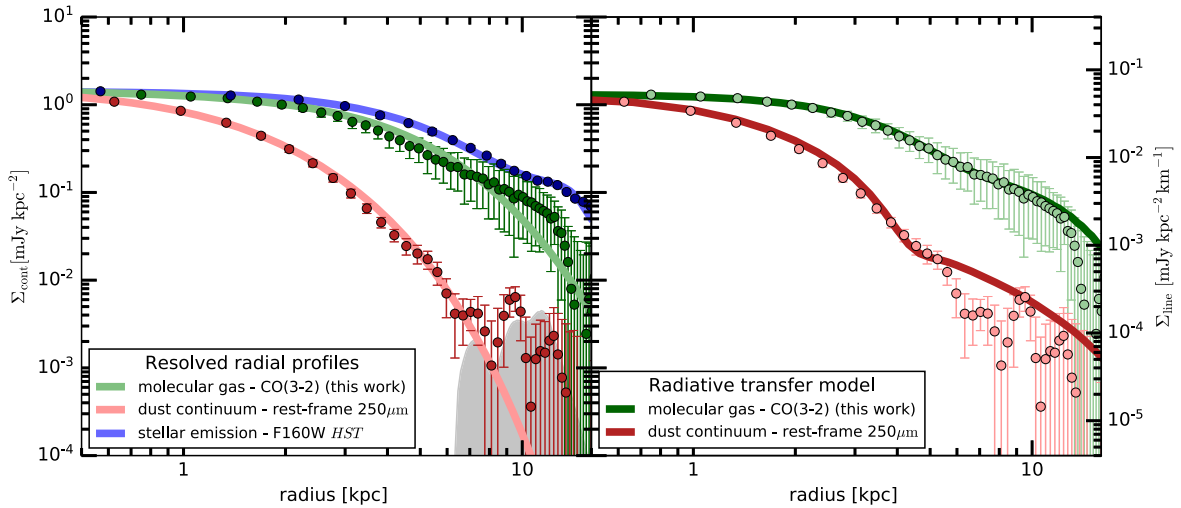 10^1
10^0
10^-1
10^-2
10^-3
10^-4
Σ_cont [mJy kpc^-2]
1
10
radius [kpc]
Resolved radial profiles
molecular gas - CO(3-2) (this work)
dust continuum - rest-frame 250μm
stellar emission - F160W HST
1
10
radius [kpc]
Radiative transfer model
molecular gas - CO(3-2) (this work)
dust continuum - rest-frame 250μm
10^-1
10^-2
10^-3
10^-4
10^-5
Σ_line [mJy kpc^-2 km^-1]